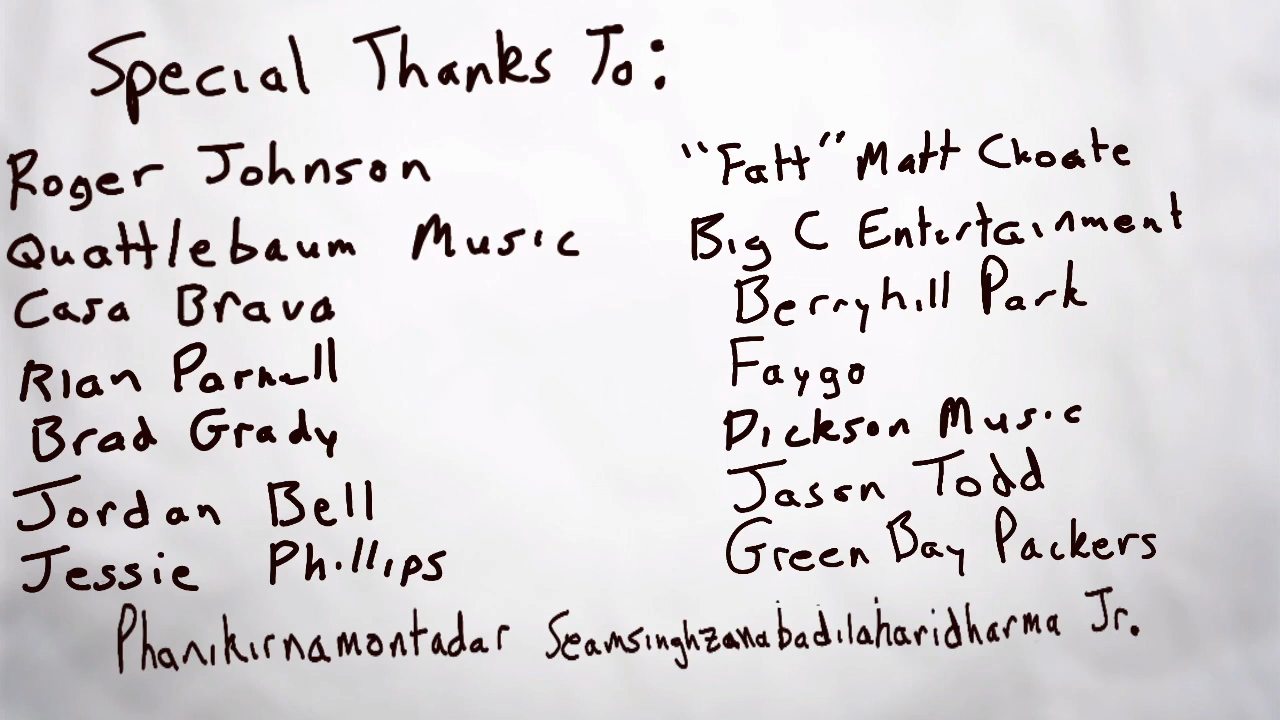 Special Thanks To:
Roger Johnson
Quattlebaum Music
Casa Brava
Rian Parnell
Brad Grady
Jordan Bell
Jessie Phillips
"Fatt" Matt Choate
Big C Entertainment
Berryhill Park
Faygo
Dickson Music
Jason Todd
Green Bay Packers
Phanikirnamontadar Seamsinghzanabadilaharidharma Jr.